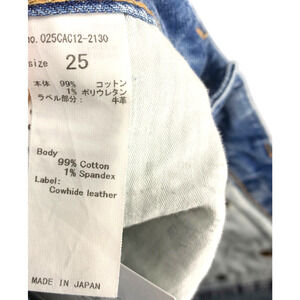 no. 025CAC12-2130
size 25
本体 99% コットン
1% ポリウレタン
ラベル部分: 牛革
Body
99% Cotton
1% Spandex
Label:
Cowhide leather
MADE IN JAPAN